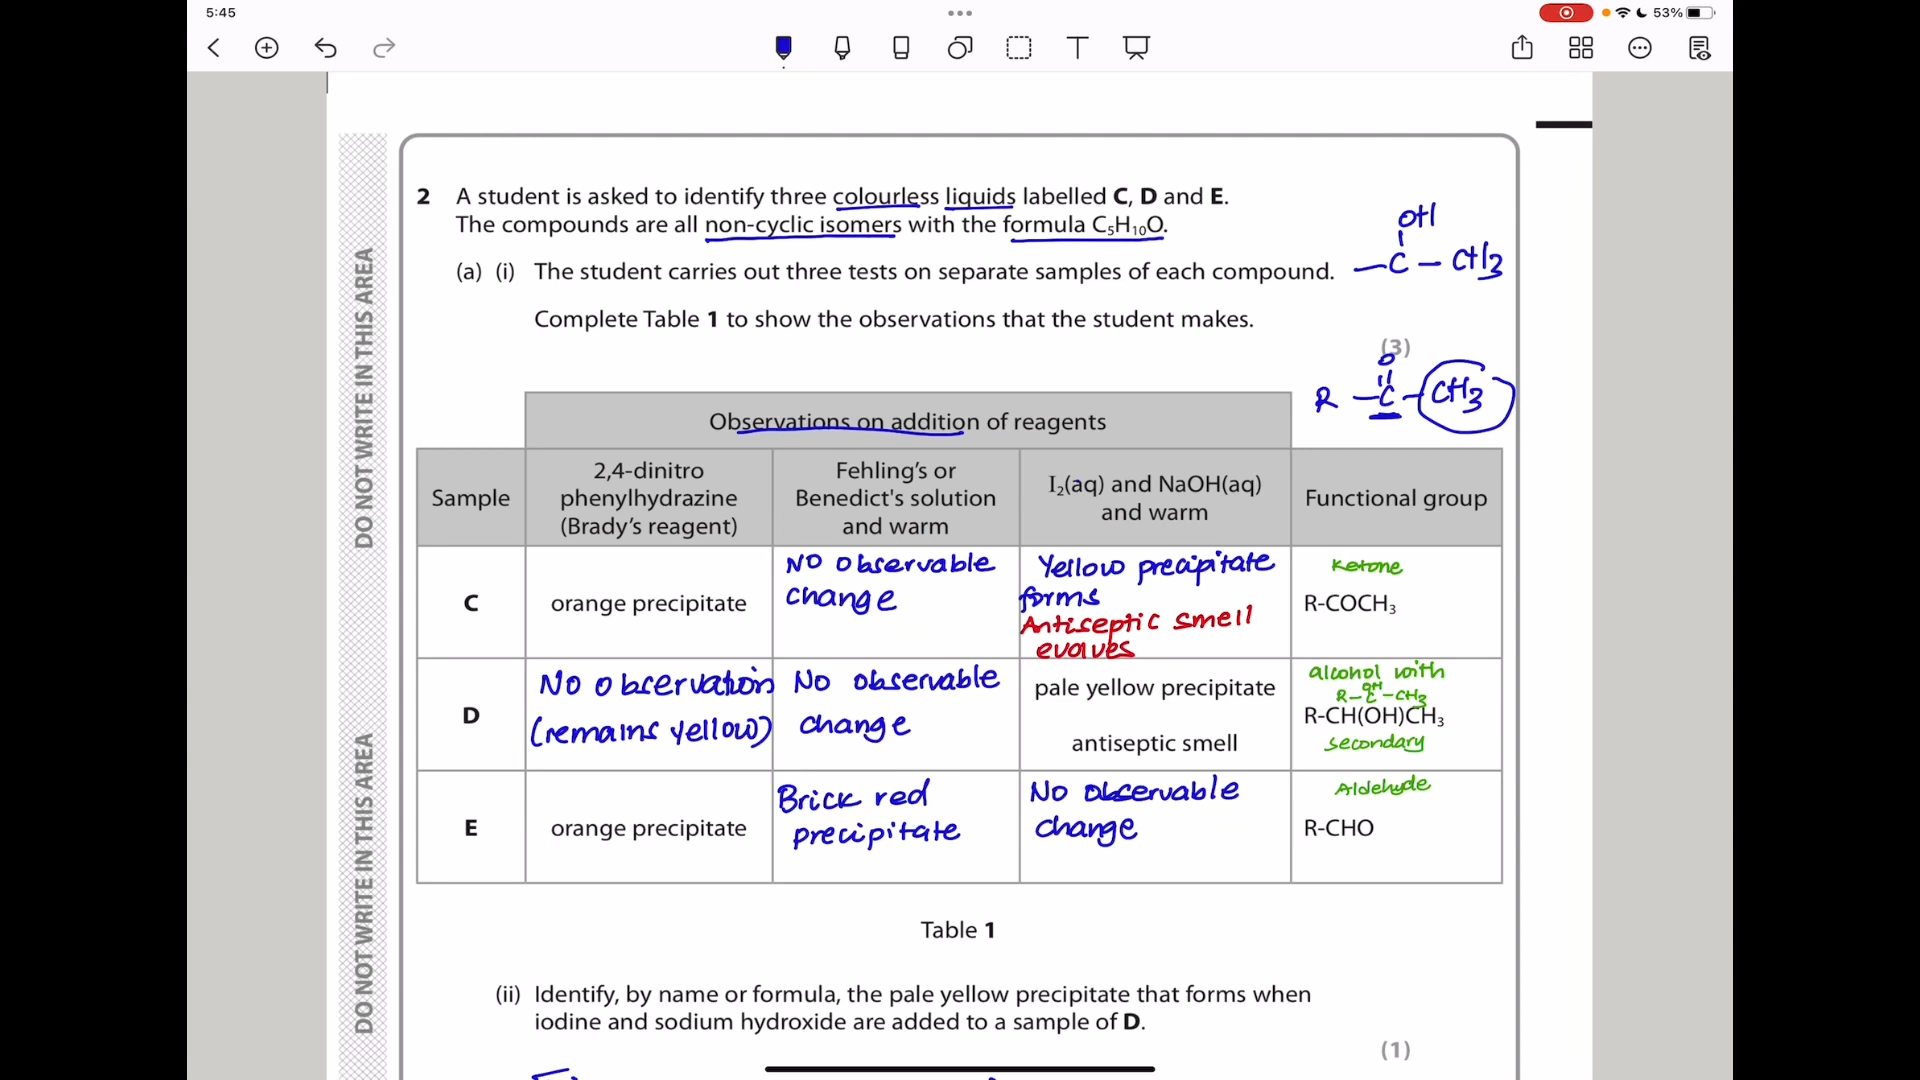 5:45
53%
2 A student is asked to identify three colourless liquids labelled C, D and E.
The compounds are all non-cyclic isomers with the formula C₅H₁₀O.
OH
— C — CH3
(a) (i) The student carries out three tests on separate samples of each compound.
Complete Table 1 to show the observations that the student makes.
(3)
O
R — C — CH3
Observations on addition of reagents
Sample
2,4-dinitro
phenylhydrazine
(Brady's reagent)
Fehling's or
Benedict's solution
and warm
I₂(aq) and NaOH(aq)
and warm
Functional group
C
orange precipitate
NO observable
change
Yellow precipitate
forms
Antiseptic smell
evolves
Ketone
R-COCH₃
D
No observation
(remains yellow)
No observable
change
pale yellow precipitate
antiseptic smell
alcohol with
OH
R-C-CH3
R-CH(OH)CH₃
secondary
E
orange precipitate
Brick red
precipitate
No observable
change
Aldehyde
R-CHO
Table 1
(ii) Identify, by name or formula, the pale yellow precipitate that forms when
iodine and sodium hydroxide are added to a sample of D.
(1)
DO NOT WRITE IN THIS AREA
DO NOT WRITE IN THIS AREA